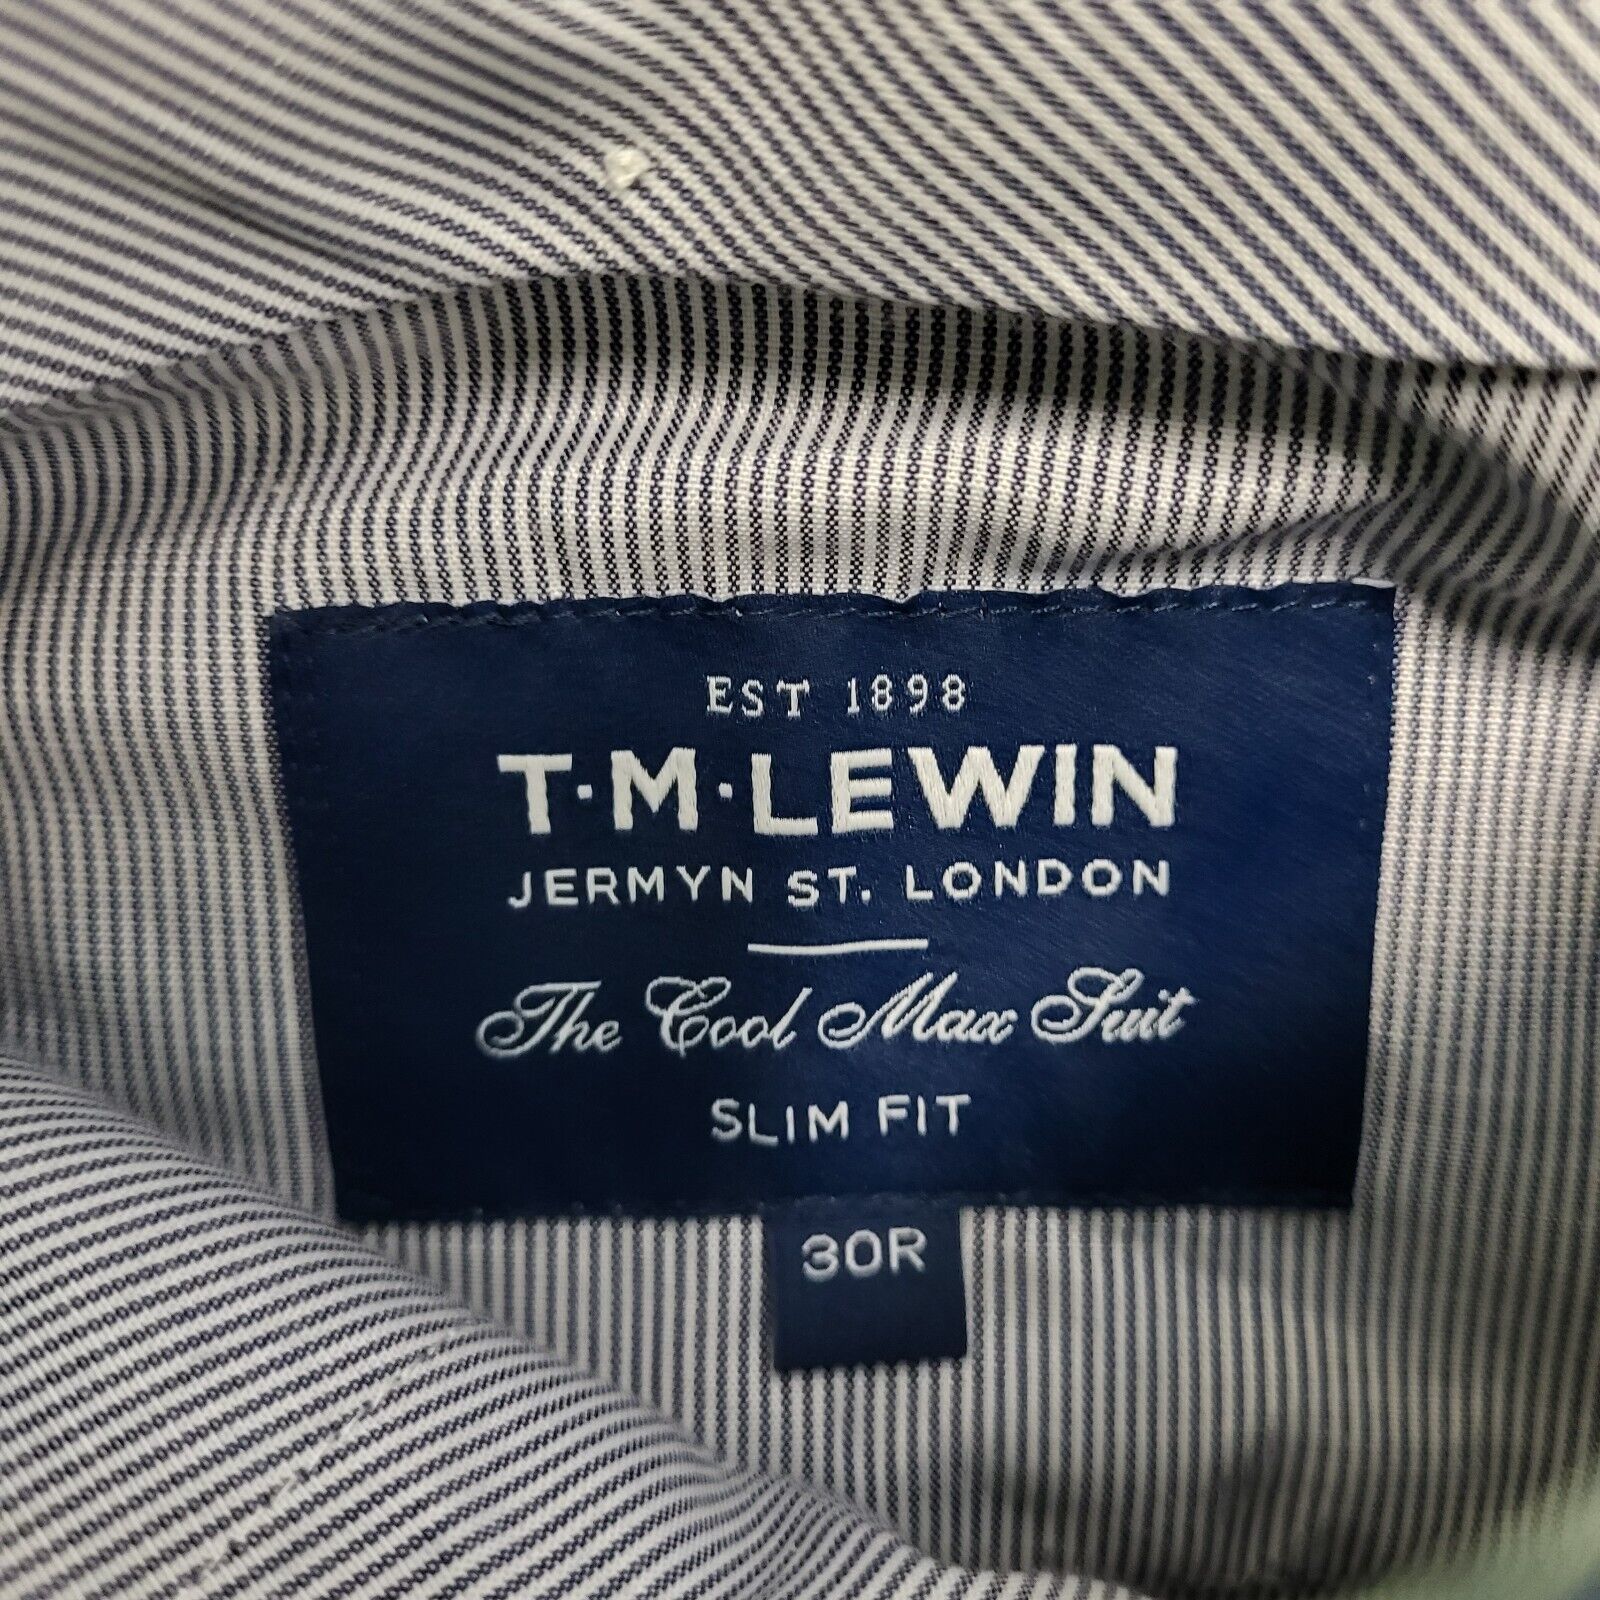 EST 1898
T·M·LEWIN
JERMYN ST. LONDON
The Cool Max Suit
SLIM FIT
30R